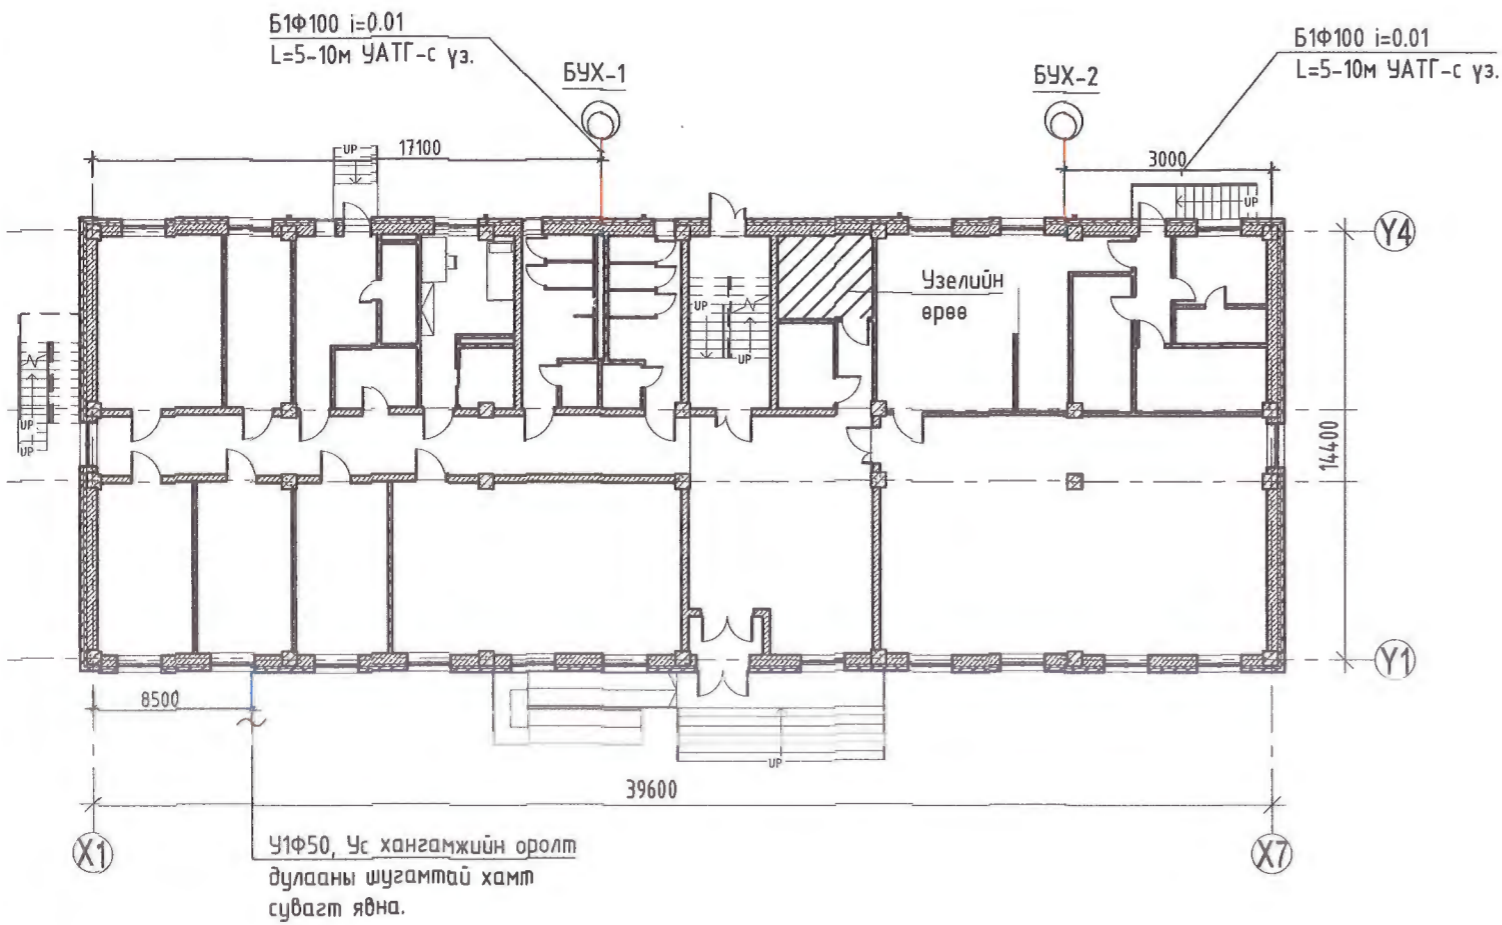 Б1Ф100 i=0.01
L=5-10м УАТГ-с үз.
БУХ-1
БУХ-2
Б1Ф100 i=0.01
L=5-10м УАТГ-с үз.
17100
3000
UP
UP
Y4
Узелийн
өрөө
UP
UP
UP
UP
14400
Y1
8500
UP
39600
X1
X7
У1Ф50, Ус хангамжийн оролт
дулааны шугамтай хамт
сувагт явна.